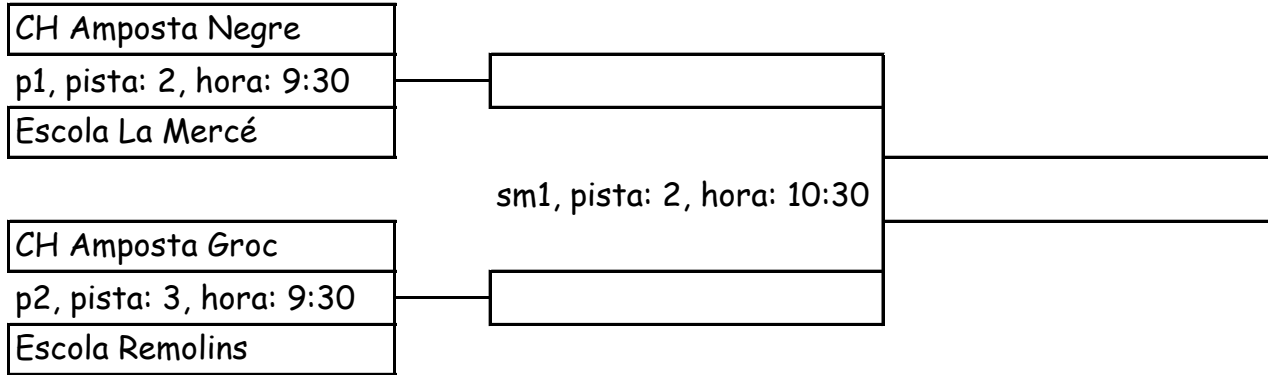 CH Amposta Negre
p1, pista: 2, hora: 9:30
Escola La Mercé
sm1, pista: 2, hora: 10:30
CH Amposta Groc
p2, pista: 3, hora: 9:30
Escola Remolins